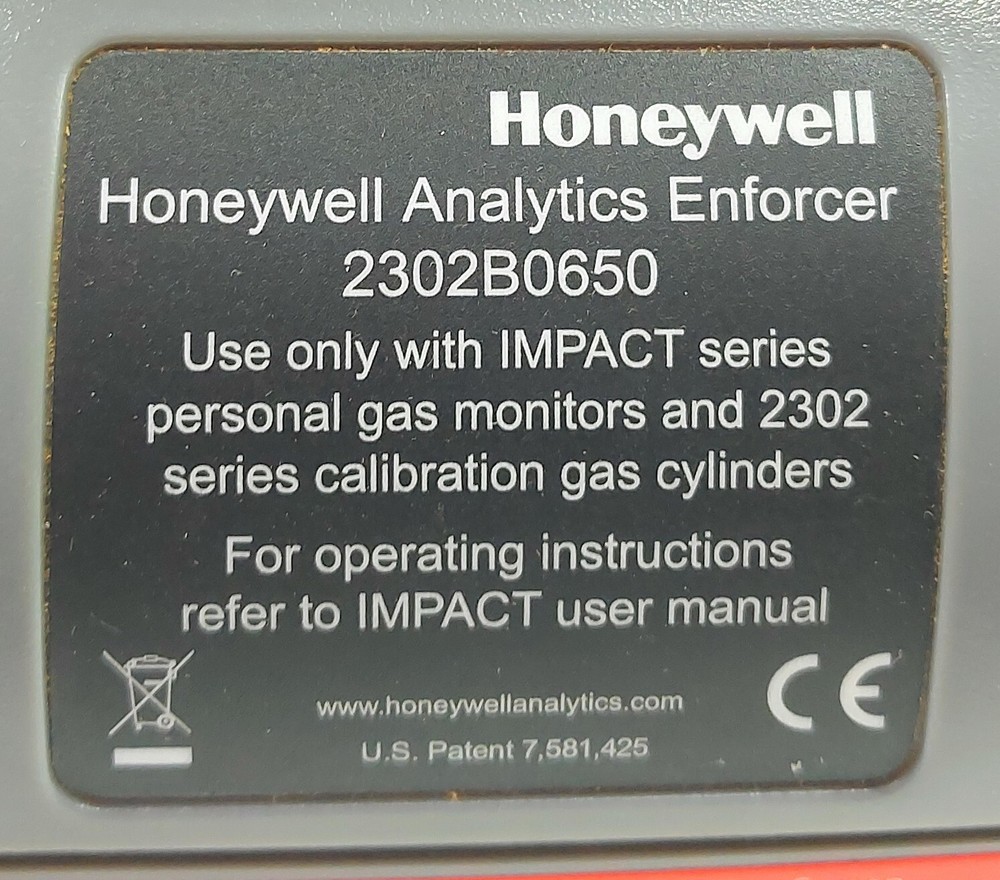 Honeywell
Honeywell Analytics Enforcer
2302B0650
Use only with IMPACT series
personal gas monitors and 2302
series calibration gas cylinders
For operating instructions
refer to IMPACT user manual
www.honeywellanalytics.com
CE
U.S. Patent 7,581,425